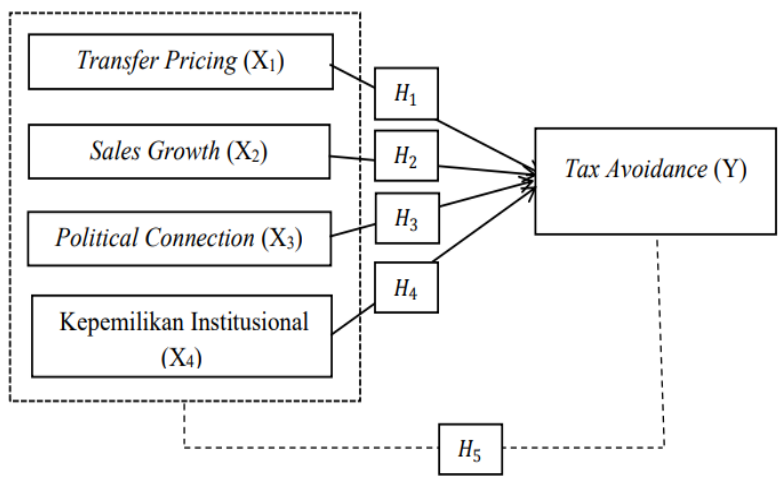 Transfer Pricing (X₁)
H₁
Sales Growth (X₂)
H₂
Tax Avoidance (Y)
Political Connection (X₃)
H₃
Kepemilikan Institusional
(X₄)
H₄
H₅